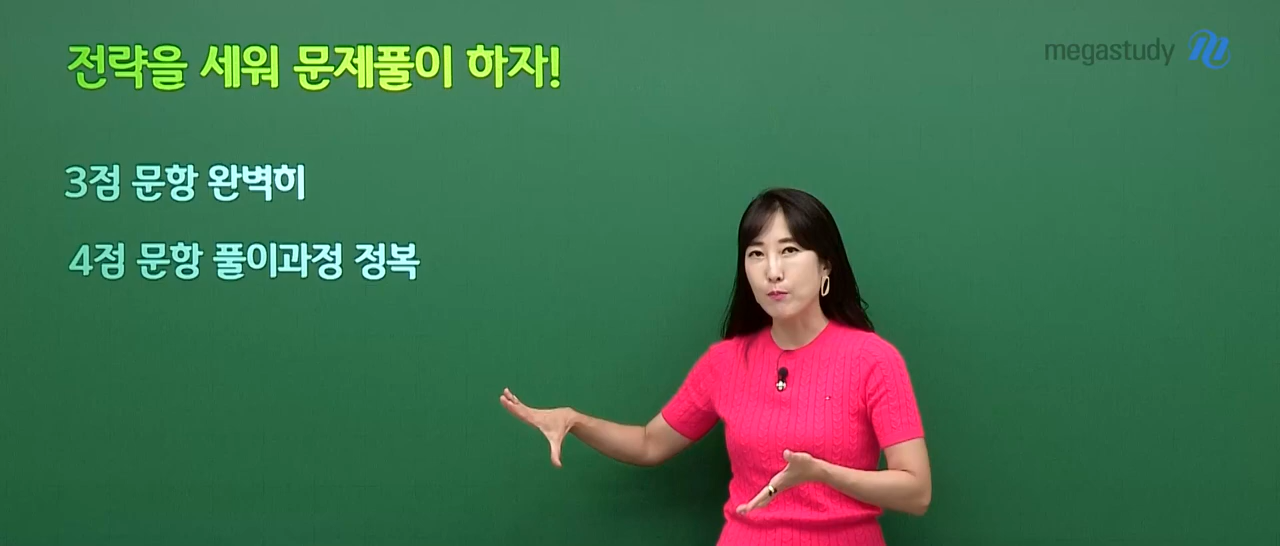 전략을 세워 문제풀이 하자!
megastudy
3점 문항 완벽히
4점 문항 풀이과정 정복